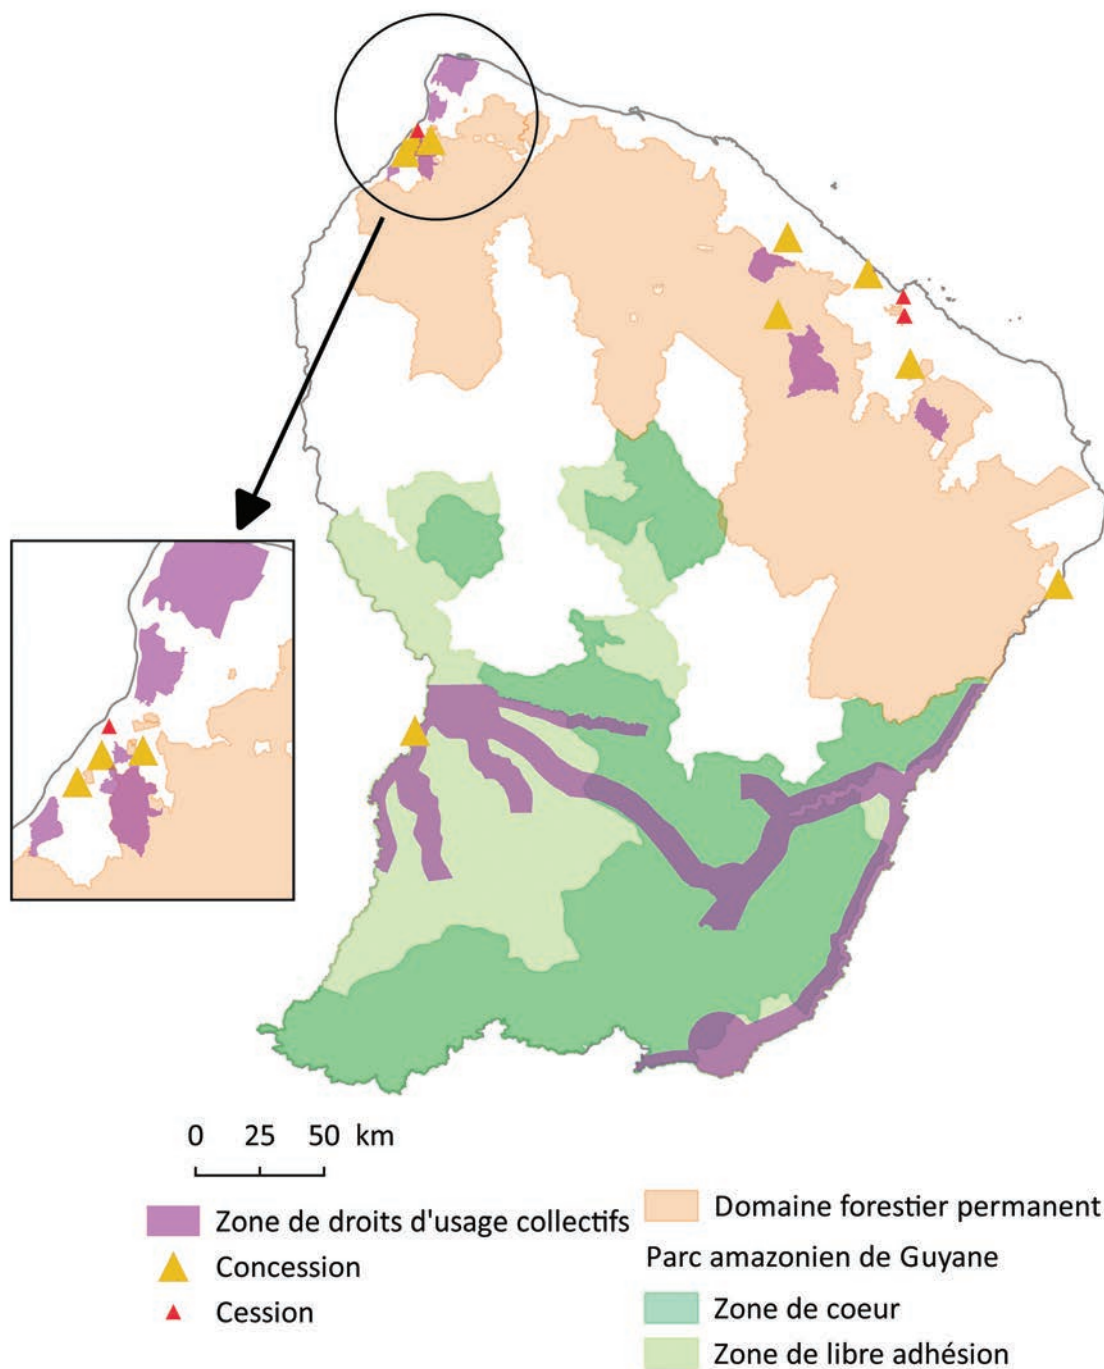 0 25 50 km
Zone de droits d'usage collectifs
Concession
Cession
Domaine forestier permanent
Parc amazonien de Guyane
Zone de coeur
Zone de libre adhésion